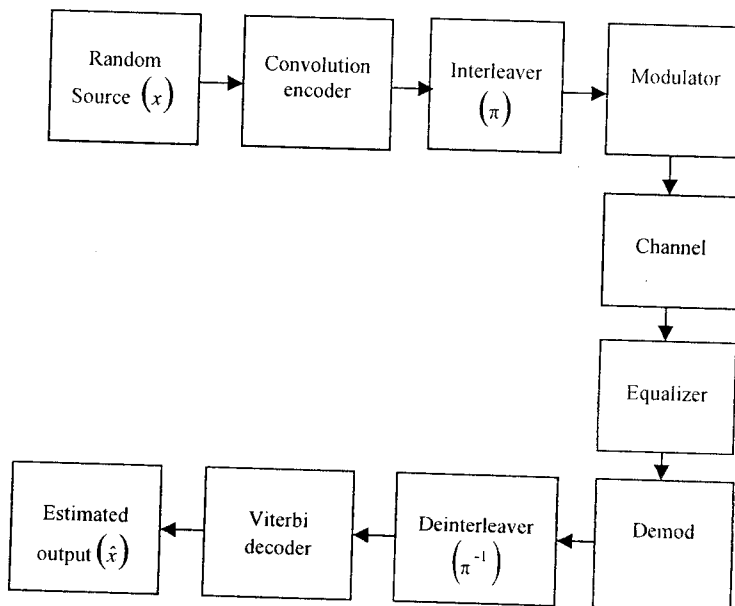 Random
Source (x)
Convolution
encoder
Interleaver
(π)
Modulator
Channel
Equalizer
Demod
Deinterleaver
(π⁻¹)
Viterbi
decoder
Estimated
output (x̂)